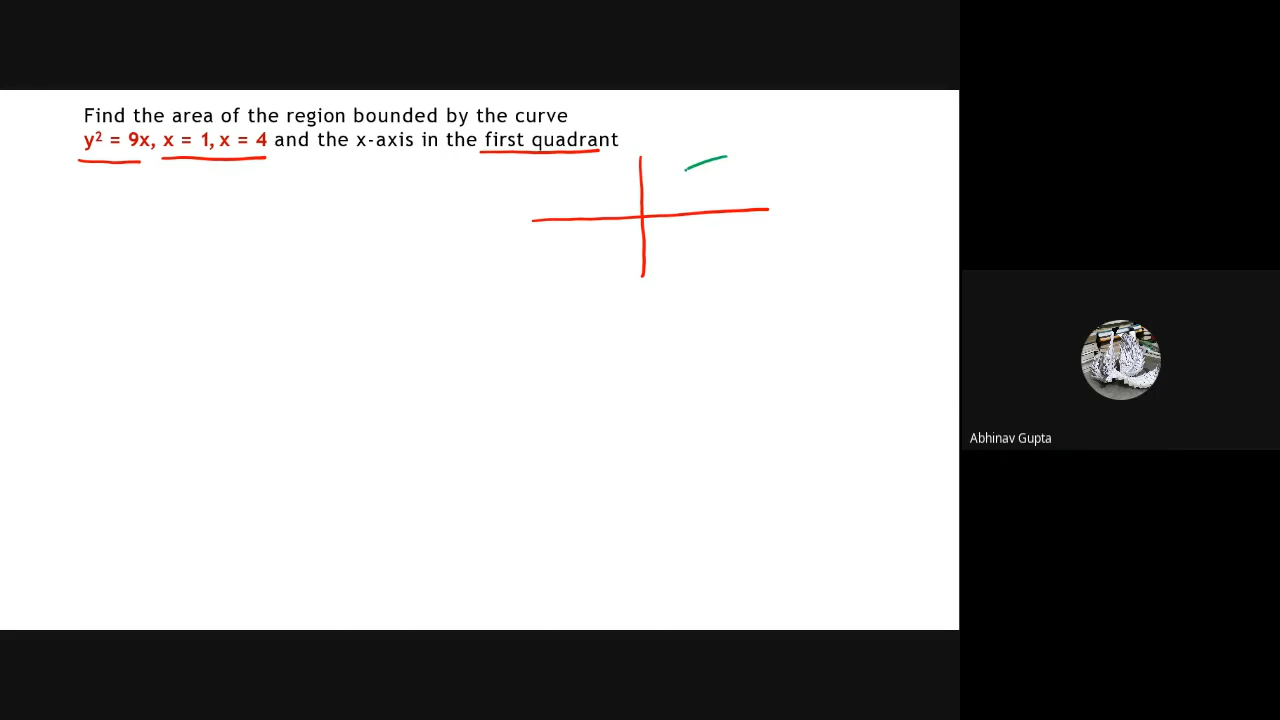 Find the area of the region bounded by the curve
y² = 9x, x = 1, x = 4 and the x-axis in the first quadrant
Abhinav Gupta